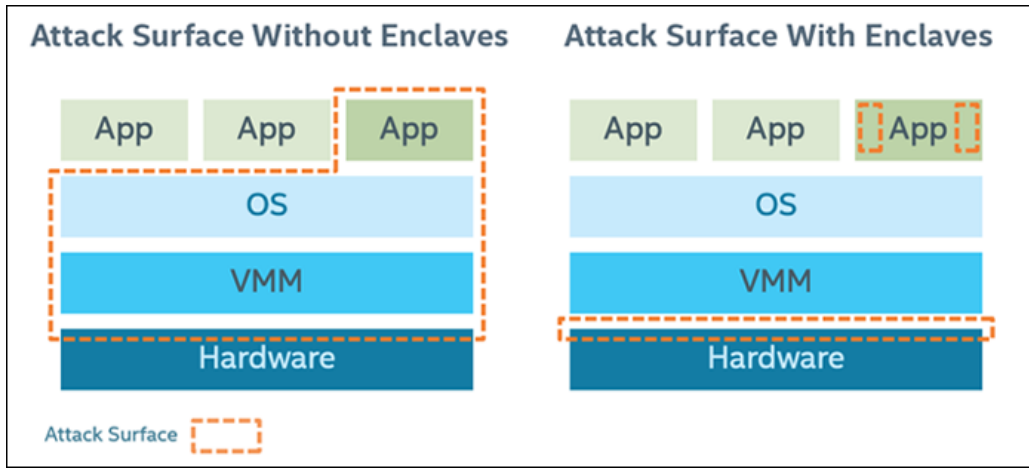 Attack Surface Without Enclaves
App App App
OS
VMM
Hardware
Attack Surface With Enclaves
App App App
OS
VMM
Hardware
Attack Surface